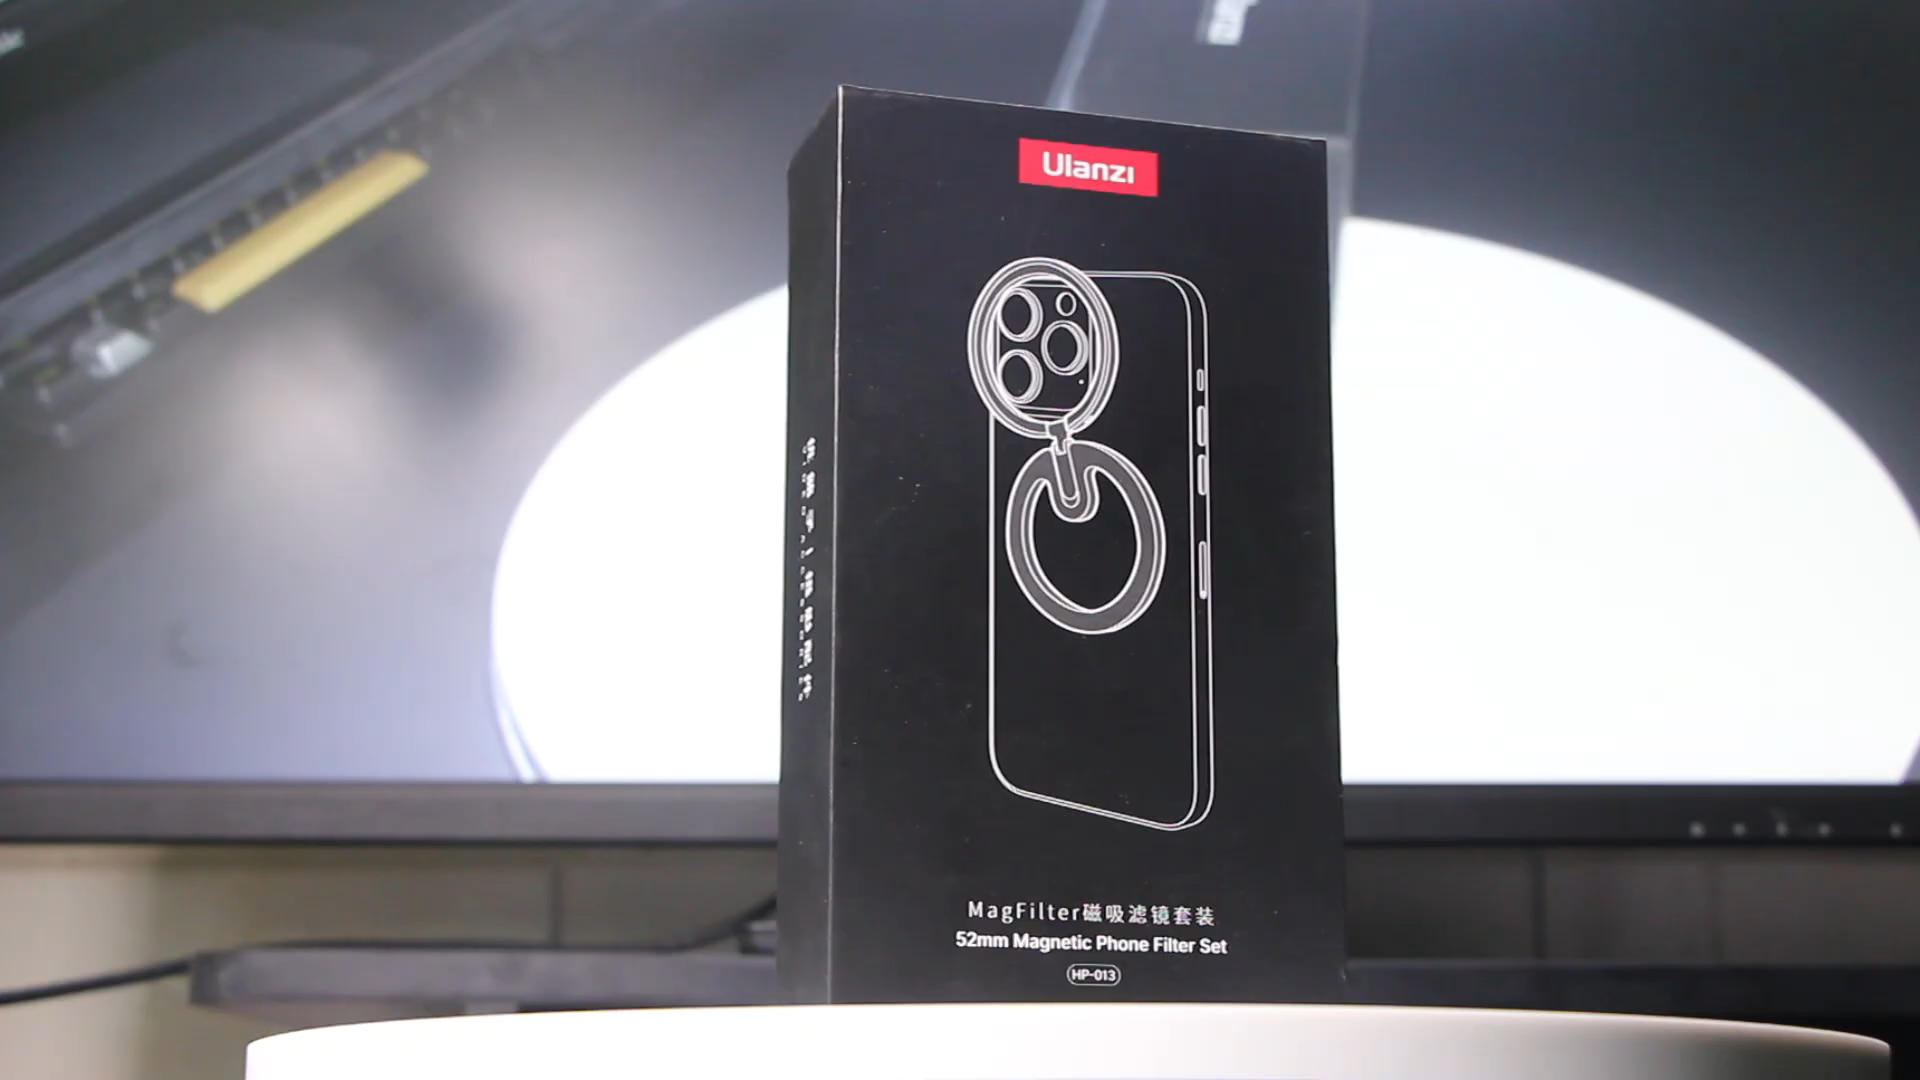 Ulanzi
MagFilter磁吸滤镜套装
52mm Magnetic Phone Filter Set
HP-013